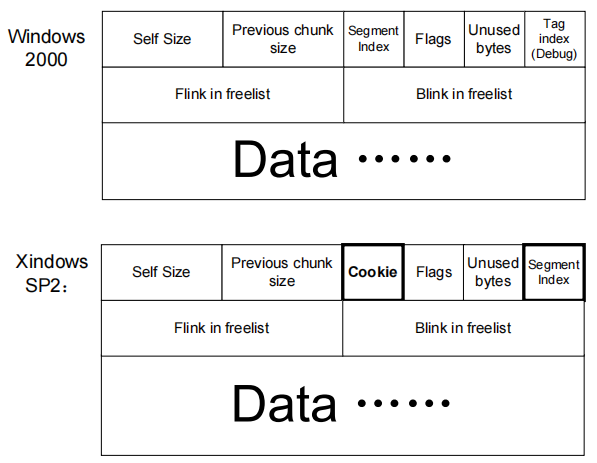 Windows
2000
Self Size
Previous chunk
size
Segment
Index
Flags
Unused
bytes
Tag
index
(Debug)
Flink in freelist
Blink in freelist
Data ······
Xindows
SP2：
Self Size
Previous chunk
size
Cookie
Flags
Unused
bytes
Segment
Index
Flink in freelist
Blink in freelist
Data ······